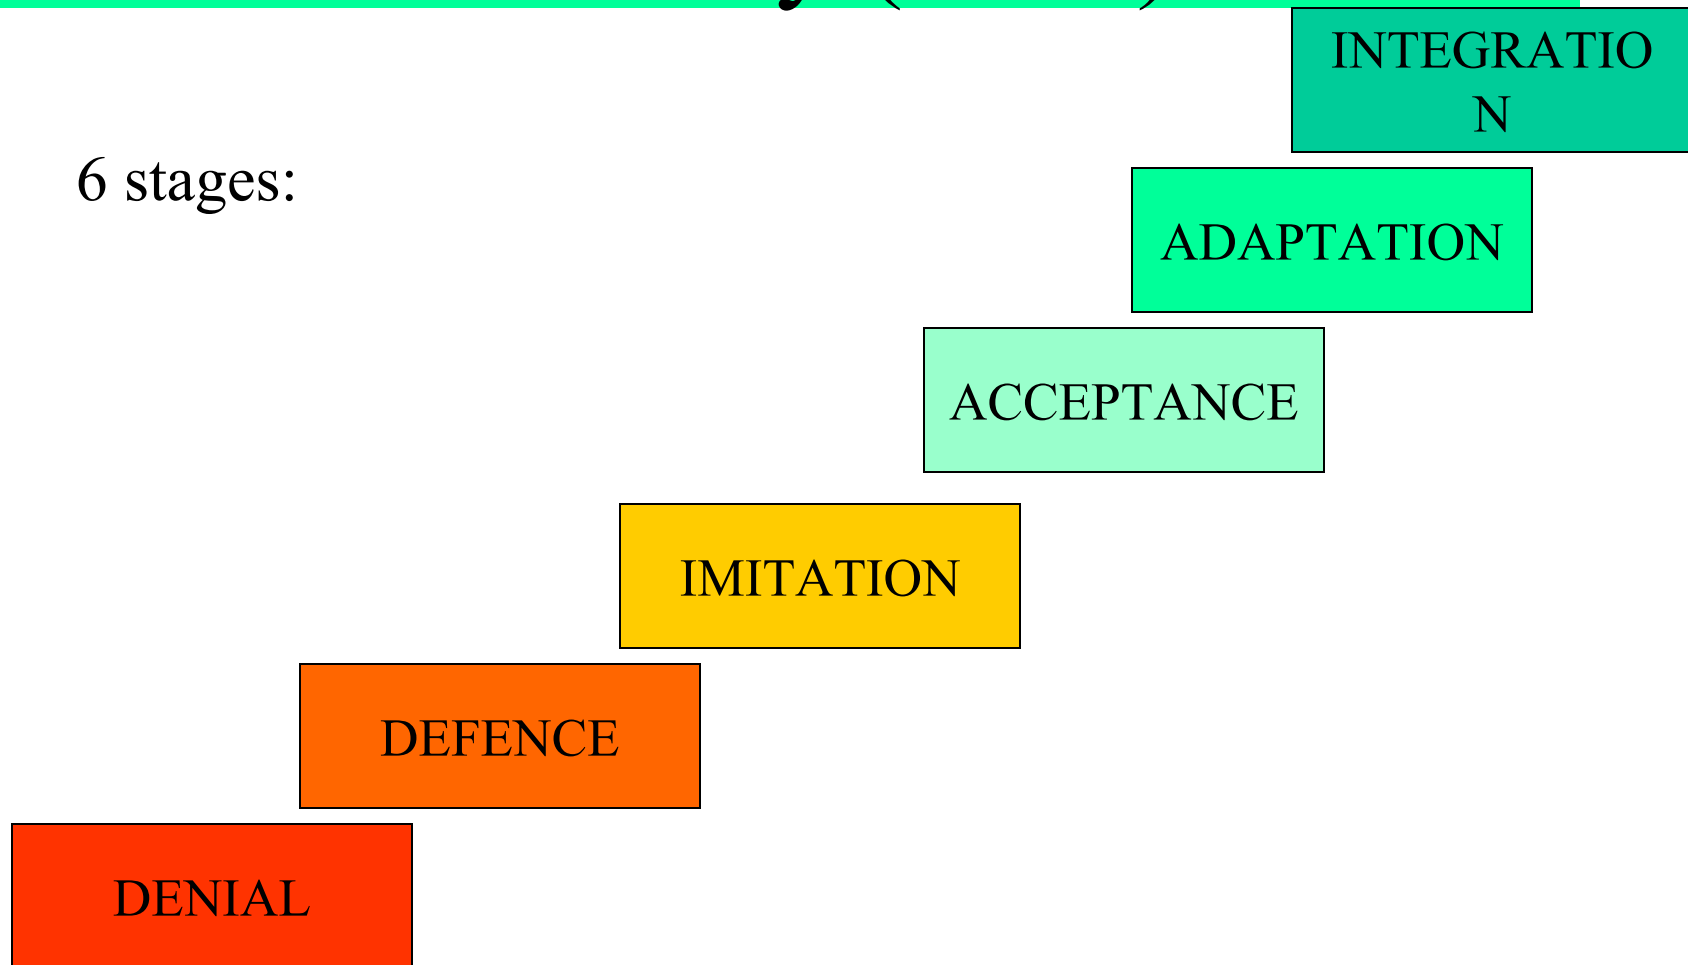 INTEGRATIO
N
6 stages:
ADAPTATION
ACCEPTANCE
IMITATION
DEFENCE
DENIAL